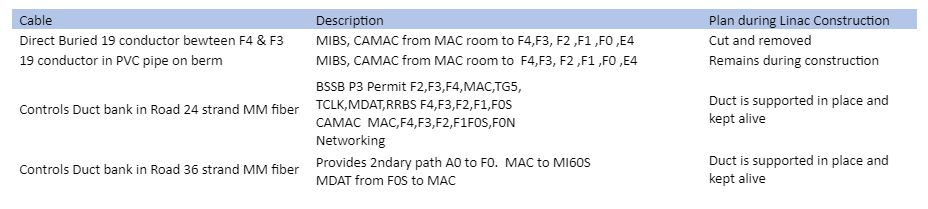 Cable Description Plan during Linac Construction
Direct Buried 19 conductor bewteen F4 & F3 MIBS, CAMAC from MAC room to F4,F3, F2 ,F1 ,F0 ,E4 Cut and removed
19 conductor in PVC pipe on berm MIBS, CAMAC from MAC room to F4,F3, F2 ,F1 ,F0 ,E4 Remains during construction
Controls Duct bank in Road 24 strand MM fiber
BSSB P3 Permit F2,F3,F4,MAC,TG5,
TCLK,MDAT,RRBS F4,F3,F2,F1,F0S
CAMAC MAC,F4,F3,F2,F1F0S,F0N
Networking
Duct is supported in place and
kept alive
Controls Duct bank in Road 36 strand MM fiber
Provides 2ndary path A0 to F0. MAC to MI60S
MDAT from F0S to MAC
Duct is supported in place and
kept alive